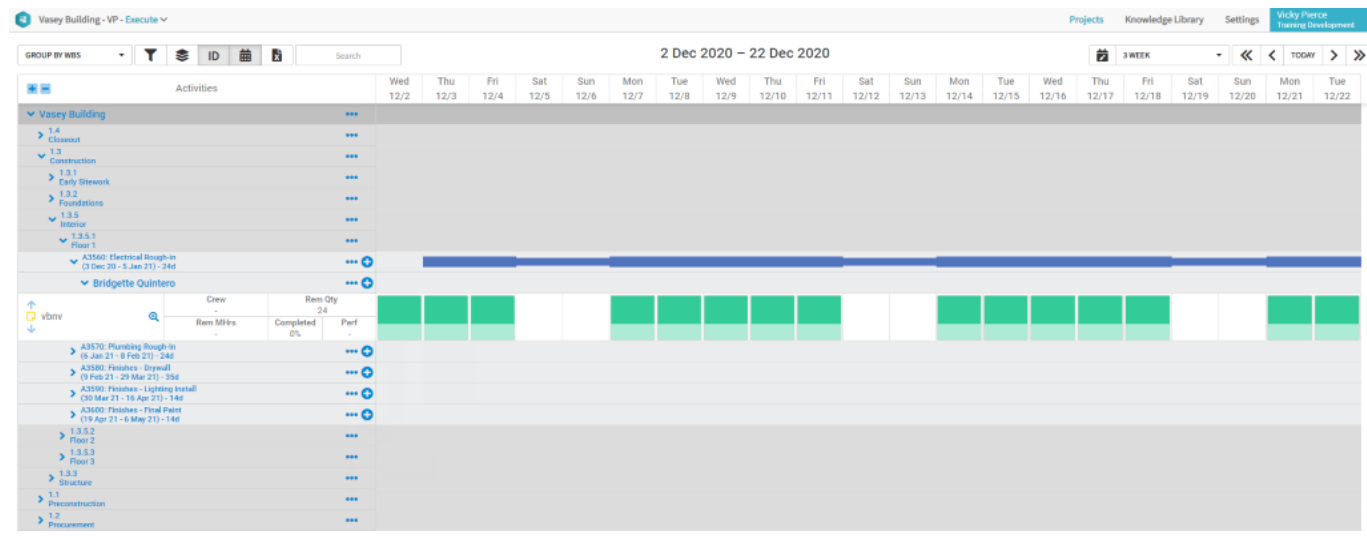 Vasey Building - VP - Execute
Projects Knowledge Library Settings Vicky Pierce
Training Development
GROUP BY WBS ID Search 2 Dec 2020 – 22 Dec 2020 3 WEEK TODAY
Activities Wed Thu Fri Sat Sun Mon Tue Wed Thu Fri Sat Sun Mon Tue Wed Thu Fri Sat Sun Mon Tue
12/2 12/3 12/4 12/5 12/6 12/7 12/8 12/9 12/10 12/11 12/12 12/13 12/14 12/15 12/16 12/17 12/18 12/19 12/20 12/21 12/22
Vasey Building
1.4
Closeout
1.3
Construction
1.3.1
Early Sitework
1.3.2
Foundations
1.3.5
Interior
1.3.5.1
Floor 1
A3560: Electrical Rough-in
(3 Dec 20 - 5 Jan 21) - 24d
Bridgette Quintero
vbnv
Crew Rem Qty
- 24
Rem MHrs Completed Perf
- 0% -
A3570: Plumbing Rough-In
(6 Jan 21 - 8 Feb 21) - 24d
A3580: Finishes - Drywall
(9 Feb 21 - 29 Mar 21) - 35d
A3590: Finishes - Lighting Install
(30 Mar 21 - 16 Apr 21) - 14d
A3600: Finishes - Final Paint
(19 Apr 21 - 6 May 21) - 14d
1.3.5.2
Floor 2
1.3.5.3
Floor 3
1.3.3
Structure
1.1
Preconstruction
1.2
Procurement